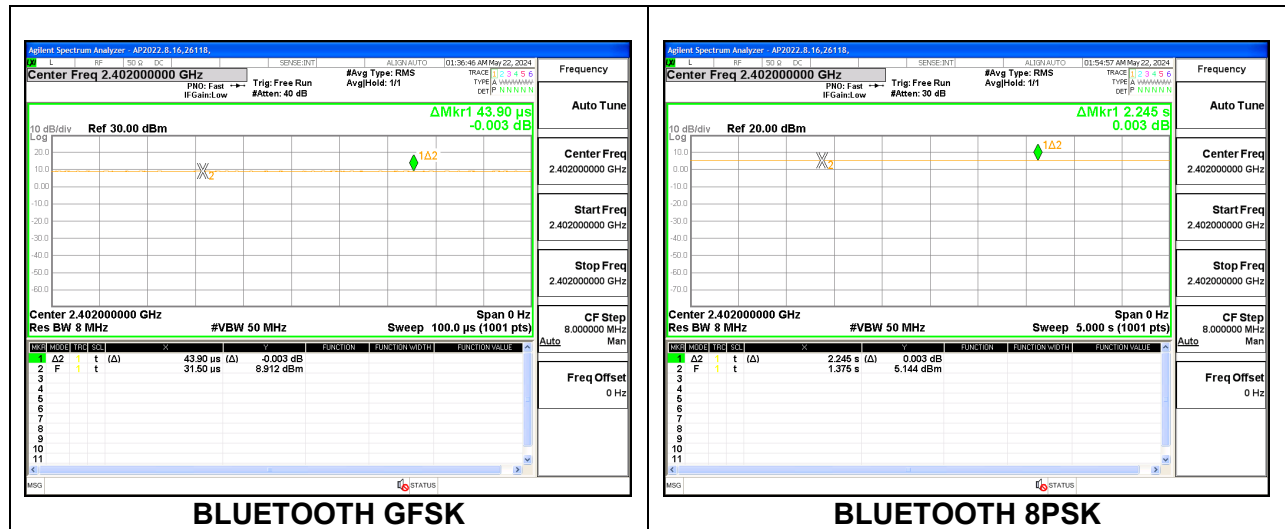 Agilent Spectrum Analyzer - AP2022.8.16,26118,
L RF 50 Ω DC SENSE:INT ALIGN AUTO 01:36:46 AM May 22, 2024
Center Freq 2.402000000 GHz
PNO: Fast
IFGain:Low
Trig: Free Run
#Atten: 40 dB
#Avg Type: RMS
Avg|Hold: 1/1
TRACE 1 2 3 4 5 6
TYPE A WWWWW
DET P N N N N N
ΔMkr1 43.90 µs
-0.003 dB
10 dB/div Ref 30.00 dBm
Log
20.0
10.0
0.00
-10.0
-20.0
-30.0
-40.0
-50.0
-60.0
X2
1Δ2
Center 2.402000000 GHz Span 0 Hz
Res BW 8 MHz #VBW 50 MHz Sweep 100.0 µs (1001 pts)
MKR MODE TRC SCL X Y FUNCTION FUNCTION WIDTH FUNCTION VALUE
1 Δ2 1 t (Δ) 43.90 µs (Δ) -0.003 dB
2 F 1 t 31.50 µs 8.912 dBm
3
4
5
6
7
8
9
10
11
MSG STATUS
Frequency
Auto Tune
Center Freq
2.402000000 GHz
Start Freq
2.402000000 GHz
Stop Freq
2.402000000 GHz
CF Step
8.000000 MHz
Auto Man
Freq Offset
0 Hz
BLUETOOTH GFSK
Agilent Spectrum Analyzer - AP2022.8.16,26118,
L RF 50 Ω DC SENSE:INT ALIGN AUTO 01:54:57 AM May 22, 2024
Center Freq 2.402000000 GHz
PNO: Fast
IFGain:Low
Trig: Free Run
#Atten: 30 dB
#Avg Type: RMS
Avg|Hold: 1/1
TRACE 1 2 3 4 5 6
TYPE A WWWWW
DET P N N N N N
ΔMkr1 2.245 s
0.003 dB
10 dB/div Ref 20.00 dBm
Log
10.0
0.00
-10.0
-20.0
-30.0
-40.0
-50.0
-60.0
-70.0
X2
1Δ2
Center 2.402000000 GHz Span 0 Hz
Res BW 8 MHz #VBW 50 MHz Sweep 5.000 s (1001 pts)
MKR MODE TRC SCL X Y FUNCTION FUNCTION WIDTH FUNCTION VALUE
1 Δ2 1 t (Δ) 2.245 s (Δ) 0.003 dB
2 F 1 t 1.375 s 5.144 dBm
3
4
5
6
7
8
9
10
11
MSG STATUS
Frequency
Auto Tune
Center Freq
2.402000000 GHz
Start Freq
2.402000000 GHz
Stop Freq
2.402000000 GHz
CF Step
8.000000 MHz
Auto Man
Freq Offset
0 Hz
BLUETOOTH 8PSK